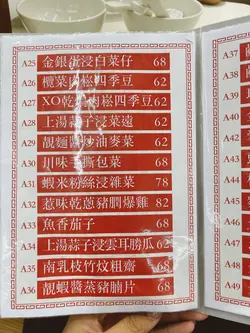 A25 金銀蛋浸白菜仔 68
A26 欖菜肉崧四季豆 62
A27 XO乾 肉崧四季豆 62
A28 上湯蒜子浸菜遠 62
A29 靚麵醬炒油麥菜 62
A30 川味 撕包菜 68
A31 蝦米粉絲浸雜菜 78
A32 惹味乾蔥豬膶爆雞 82
A33 魚香茄子 68
A34 上湯蒜子浸雲耳勝瓜 62
A35 南乳枝竹炆粗齋 68
A36 靚蝦醬蒸豬腩片 68
A37
A38
A39
A40
A41
A42
A43
A44
A45
A46
A47
A48
A49